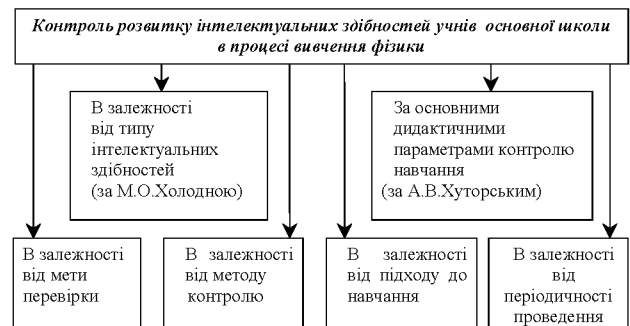 Контроль розвитку інтелектуальних здібностей учнів основної школи
в процесі вивчення фізики
В залежності
від типу
інтелектуальних
здібностей
(за М.О.Холодною)
За основними
дидактичними
параметрами контролю
навчання
(за А.В.Хуторським)
В залежності
від мети
перевірки
В залежності
від методу
контролю
В залежності
від підходу до
навчання
В залежності
від
періодичності
проведення